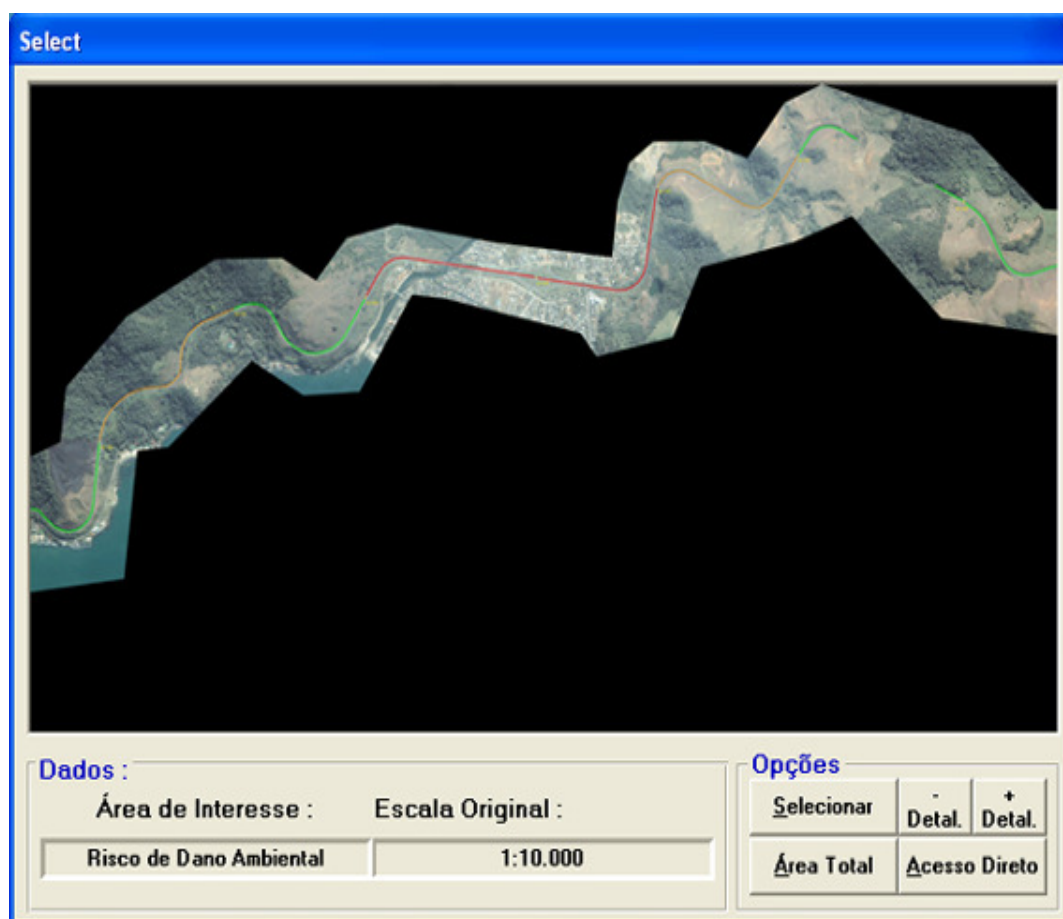 Select
Dados :
Área de Interesse :
Escala Original :
Risco de Dano Ambiental
1:10.000
Opções
Selecionar
- Detal.
+ Detal.
Área Total
Acesso Direto